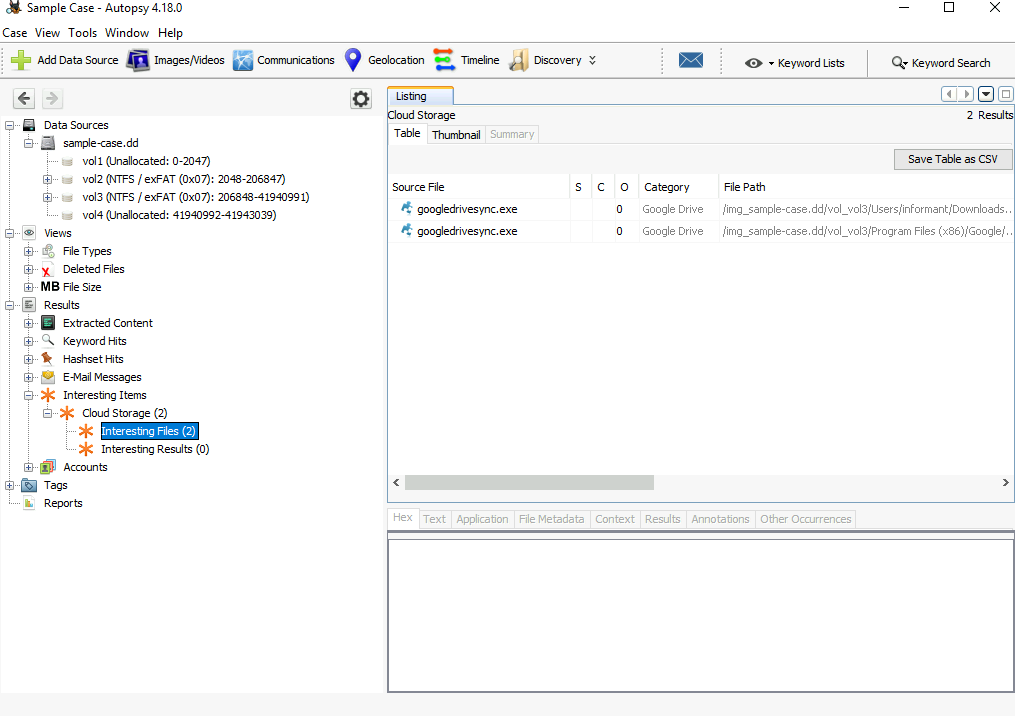 Sample Case - Autopsy 4.18.0
Case View Tools Window Help
Add Data Source Images/Videos Communications Geolocation Timeline Discovery Keyword Lists Keyword Search
Listing
Data Sources
sample-case.dd
vol1 (Unallocated: 0-2047)
vol2 (NTFS / exFAT (0x07): 2048-206847)
vol3 (NTFS / exFAT (0x07): 206848-41940991)
vol4 (Unallocated: 41940992-41943039)
Views
File Types
Deleted Files
MB File Size
Results
Extracted Content
Keyword Hits
Hashset Hits
E-Mail Messages
Interesting Items
Cloud Storage (2)
Interesting Files (2)
Interesting Results (0)
Accounts
Tags
Reports
Cloud Storage 2 Results
Table Thumbnail Summary
Save Table as CSV
Source File S C O Category File Path
googledrivesync.exe 0 Google Drive /img_sample-case.dd/vol_vol3/Users/informant/Downloads...
googledrivesync.exe 0 Google Drive /img_sample-case.dd/vol_vol3/Program Files (x86)/Google/...
Hex Text Application File Metadata Context Results Annotations Other Occurrences